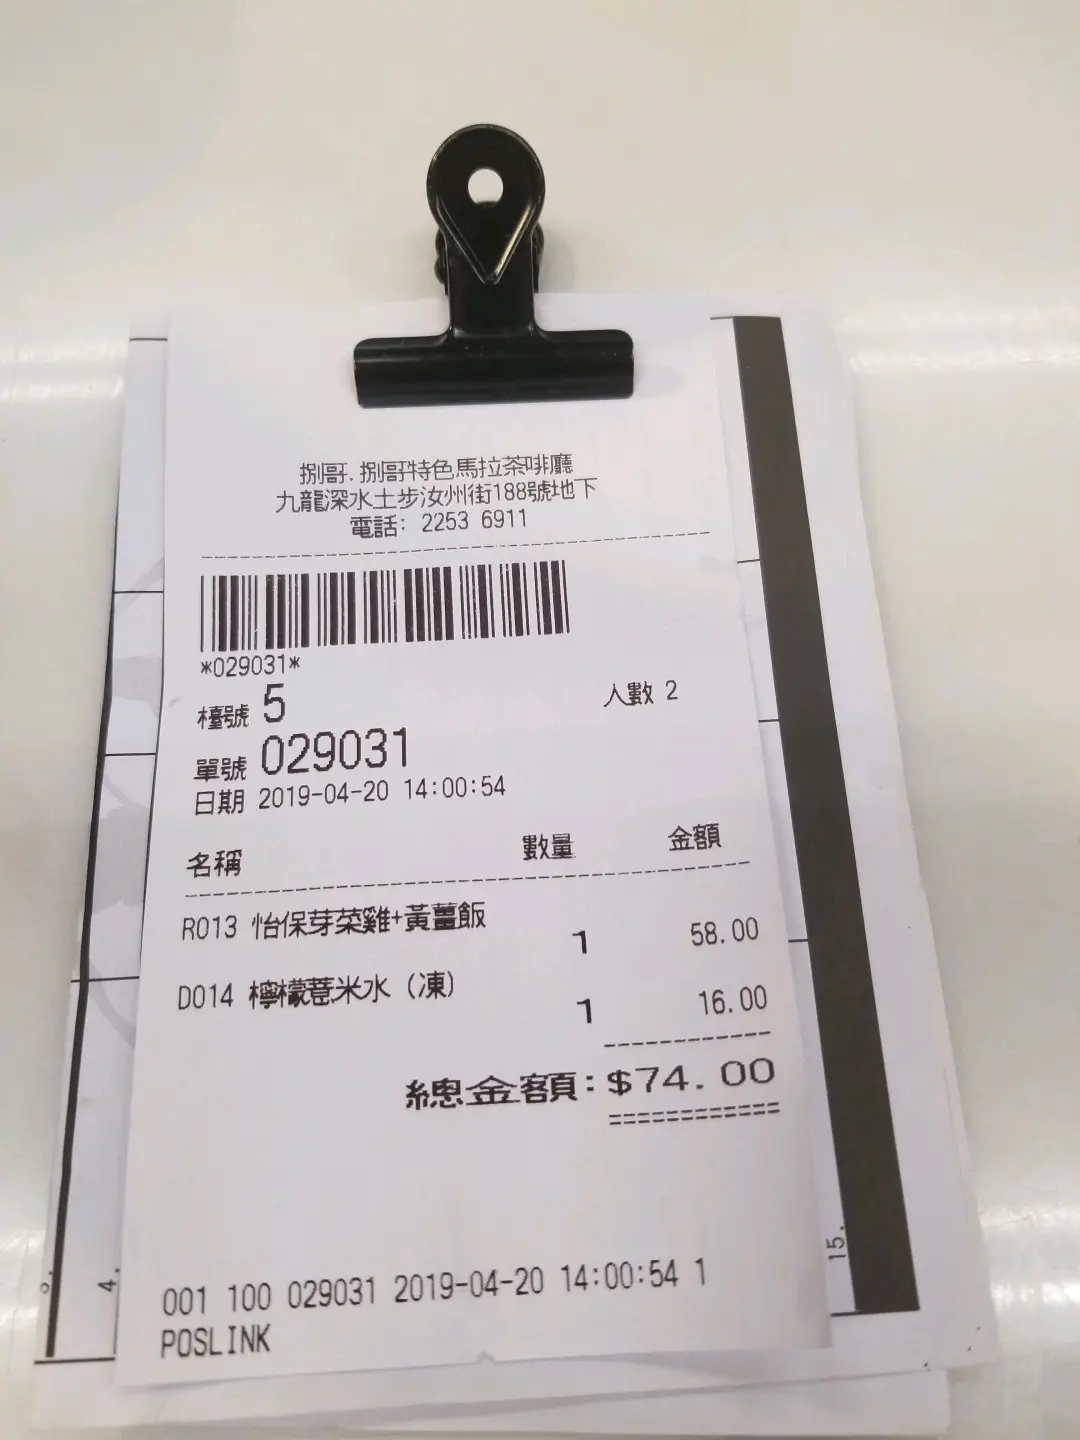 捌哥.捌哥特色馬拉茶啡廳
九龍深水土步汝州街188號地下
電話: 2253 6911
*029031*
檯號 5 人數 2
單號 029031
日期 2019-04-20 14:00:54
名稱 數量 金額
R013 怡保芽菜雞+黃薑飯 1 58.00
D014 檸檬薏米水 (凍) 1 16.00
總金額:$74.00
001 100 029031 2019-04-20 14:00:54 1
POSLINK
4.
15.